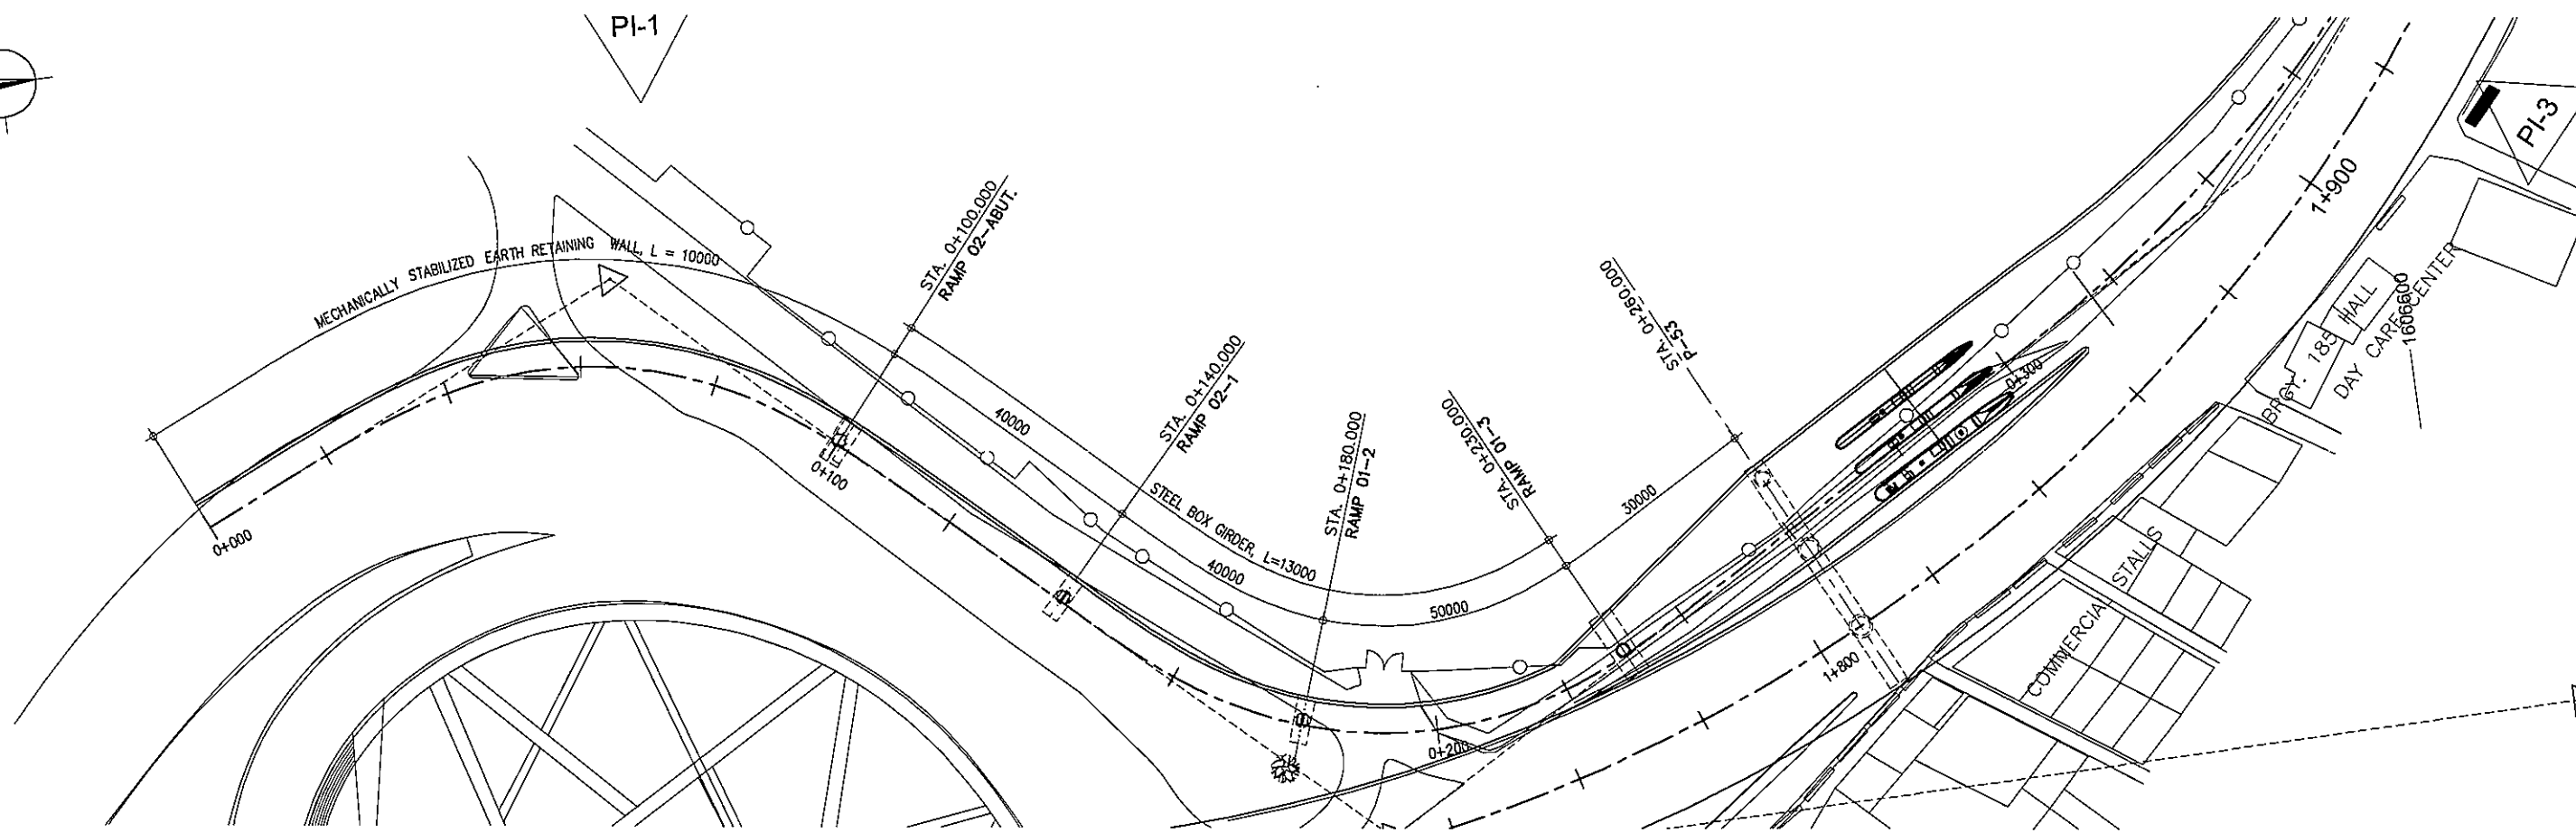 PI-1
MECHANICALLY STABILIZED EARTH RETAINING WALL, L = 10000
STA. 0+100.000
RAMP 02-ABUT.
STA. 0+140.000
RAMP 02-1
STA. 0+180.000
RAMP 01-2
STA. 0+230.000
RAMP 01-3
STA. 0+260.000
P-53
40000
STEEL BOX GIRDER, L=13000
40000
50000
30000
0+000
0+100
0+200
0+300
1+800
1+900
PI-3
BRGY. 185 HALL
DAY CARE CENTER
1606600
COMMERCIAL STALLS